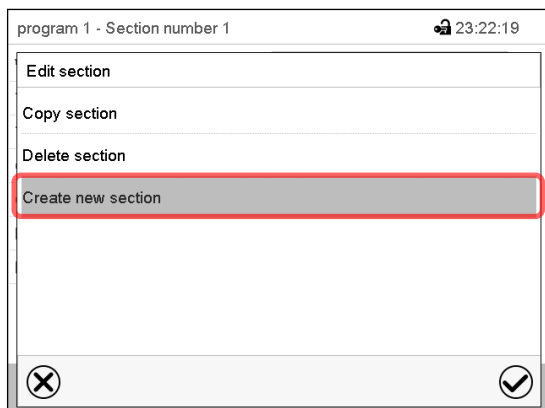 program 1 - Section number 1 23:22:19
Edit section
Copy section
Delete section
Create new section